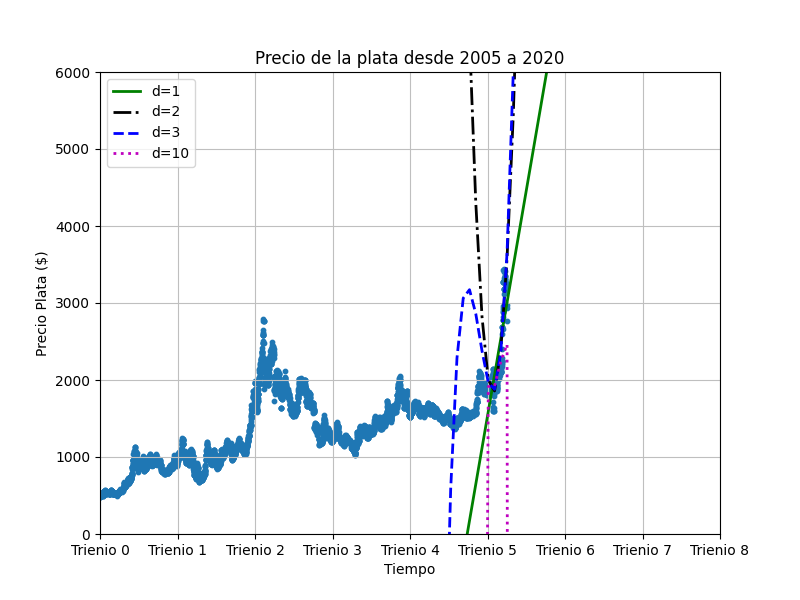 Precio de la plata desde 2005 a 2020
d=1
d=2
d=3
d=10
6000
5000
4000
3000
2000
1000
0
Precio Plata ($)
Trienio 0 Trienio 1 Trienio 2 Trienio 3 Trienio 4 Trienio 5 Trienio 6 Trienio 7 Trienio 8
Tiempo